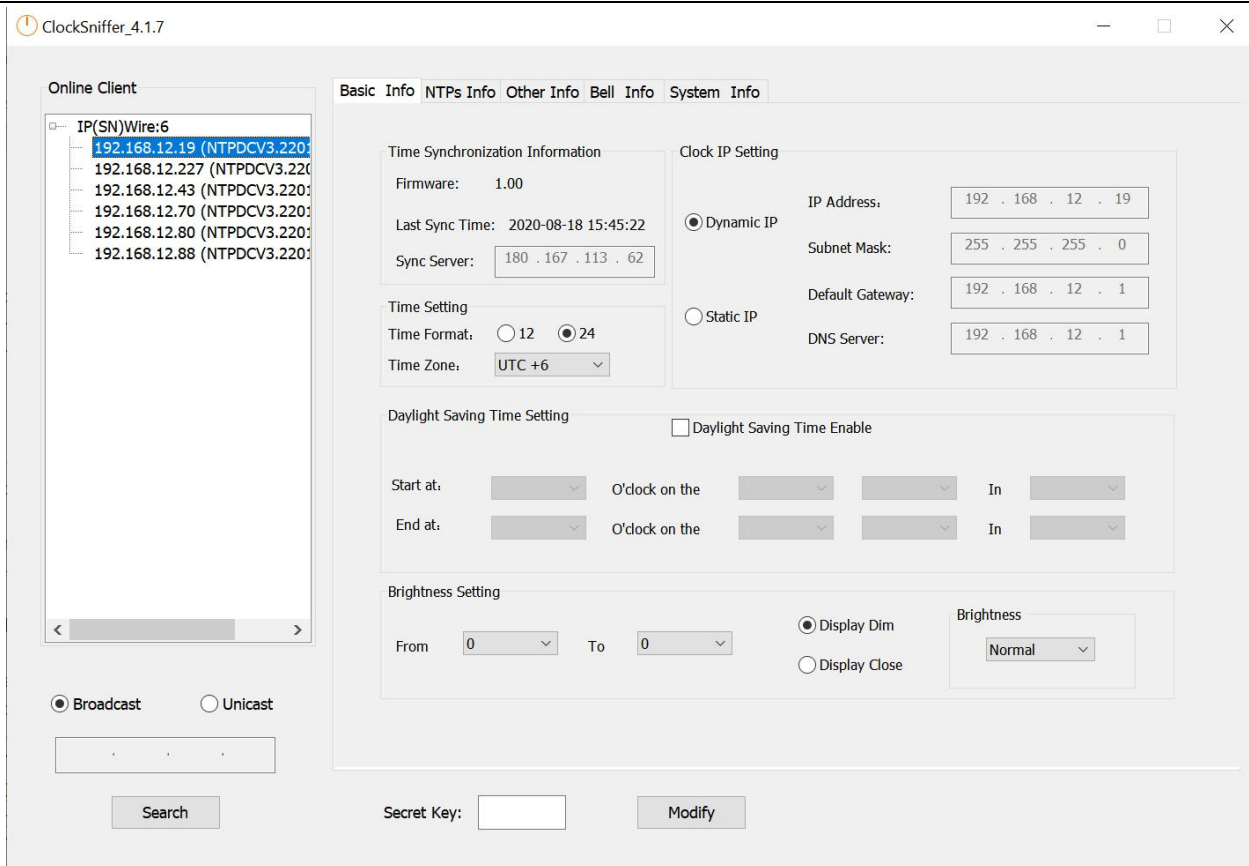 ClockSniffer_4.1.7
Online Client
IP(SN)Wire:6
192.168.12.19 (NTPDCV3.2201
192.168.12.227 (NTPDCV3.220
192.168.12.43 (NTPDCV3.2201
192.168.12.70 (NTPDCV3.2201
192.168.12.80 (NTPDCV3.2201
192.168.12.88 (NTPDCV3.2201
Broadcast Unicast
. . .
Search
Basic Info NTPs Info Other Info Bell Info System Info
Time Synchronization Information
Firmware: 1.00
Last Sync Time: 2020-08-18 15:45:22
Sync Server: 180 . 167 . 113 . 62
Time Setting
Time Format: 12 24
Time Zone: UTC +6
Clock IP Setting
Dynamic IP
Static IP
IP Address: 192 . 168 . 12 . 19
Subnet Mask: 255 . 255 . 255 . 0
Default Gateway: 192 . 168 . 12 . 1
DNS Server: 192 . 168 . 12 . 1
Daylight Saving Time Setting
Daylight Saving Time Enable
Start at: O'clock on the In
End at: O'clock on the In
Brightness Setting
From 0 To 0
Display Dim
Display Close
Brightness
Normal
Secret Key: Modify